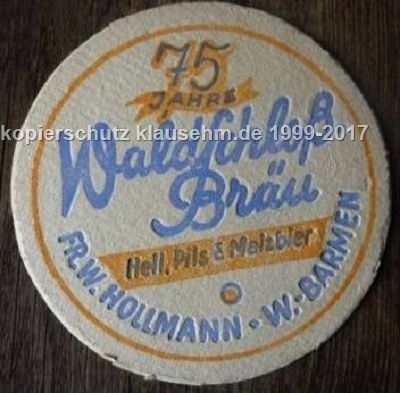 75
JAHRE
kopierschutz klausehm.de 1999-2017
Waldschloß
Bräu
Hell, Pils & Malzbier
FR.W. HOLLMANN · W.-BARMEN